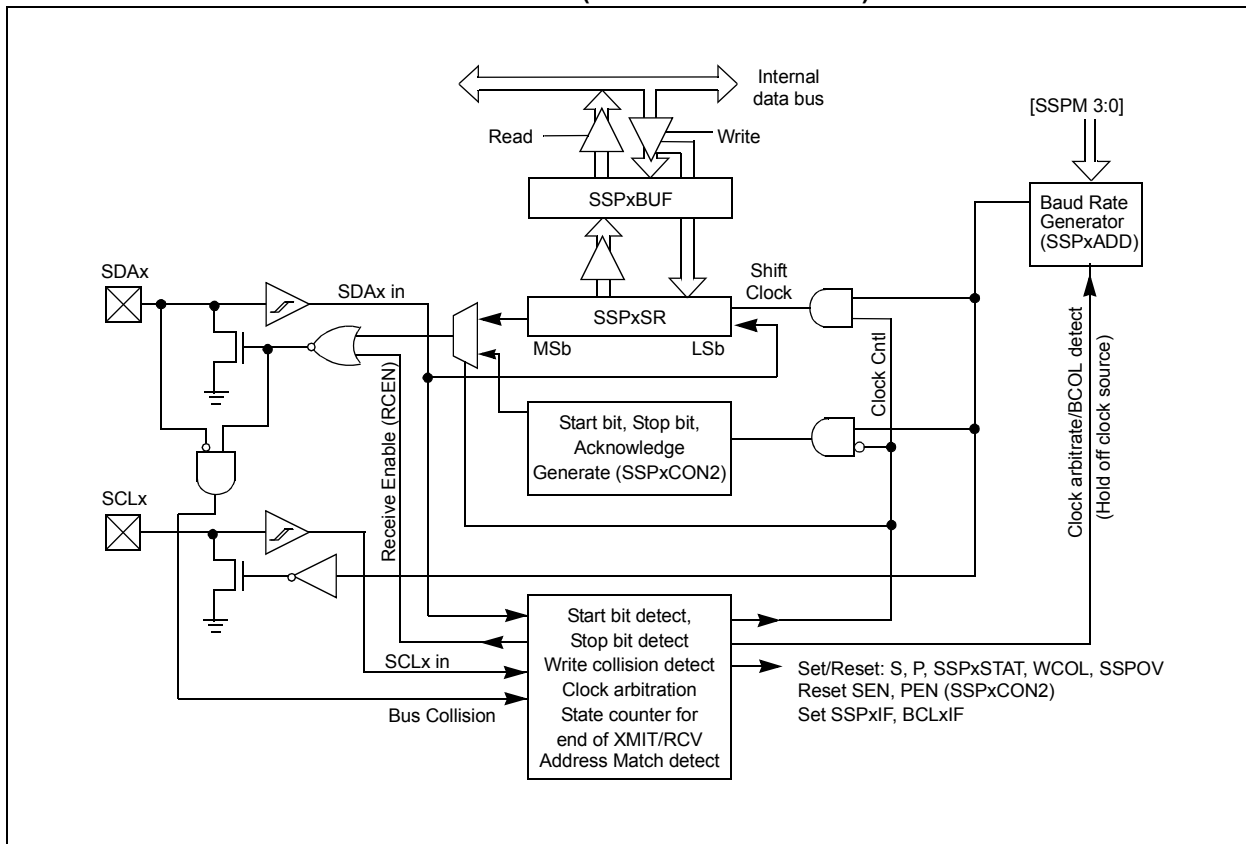 Internal
data bus
[SSPM 3:0]
Read
Write
SSPxBUF
Baud Rate
Generator
(SSPxADD)
SDAx
Shift
Clock
SDAx in
SSPxSR
MSb
LSb
Start bit, Stop bit,
Acknowledge
Generate (SSPxCON2)
Clock Cntl
Receive Enable (RCEN)
Clock arbitrate/BCOL detect
(Hold off clock source)
SCLx
Start bit detect,
Stop bit detect
Write collision detect
Clock arbitration
State counter for
end of XMIT/RCV
Address Match detect
SCLx in
Bus Collision
Set/Reset: S, P, SSPxSTAT, WCOL, SSPOV
Reset SEN, PEN (SSPxCON2)
Set SSPxIF, BCLxIF